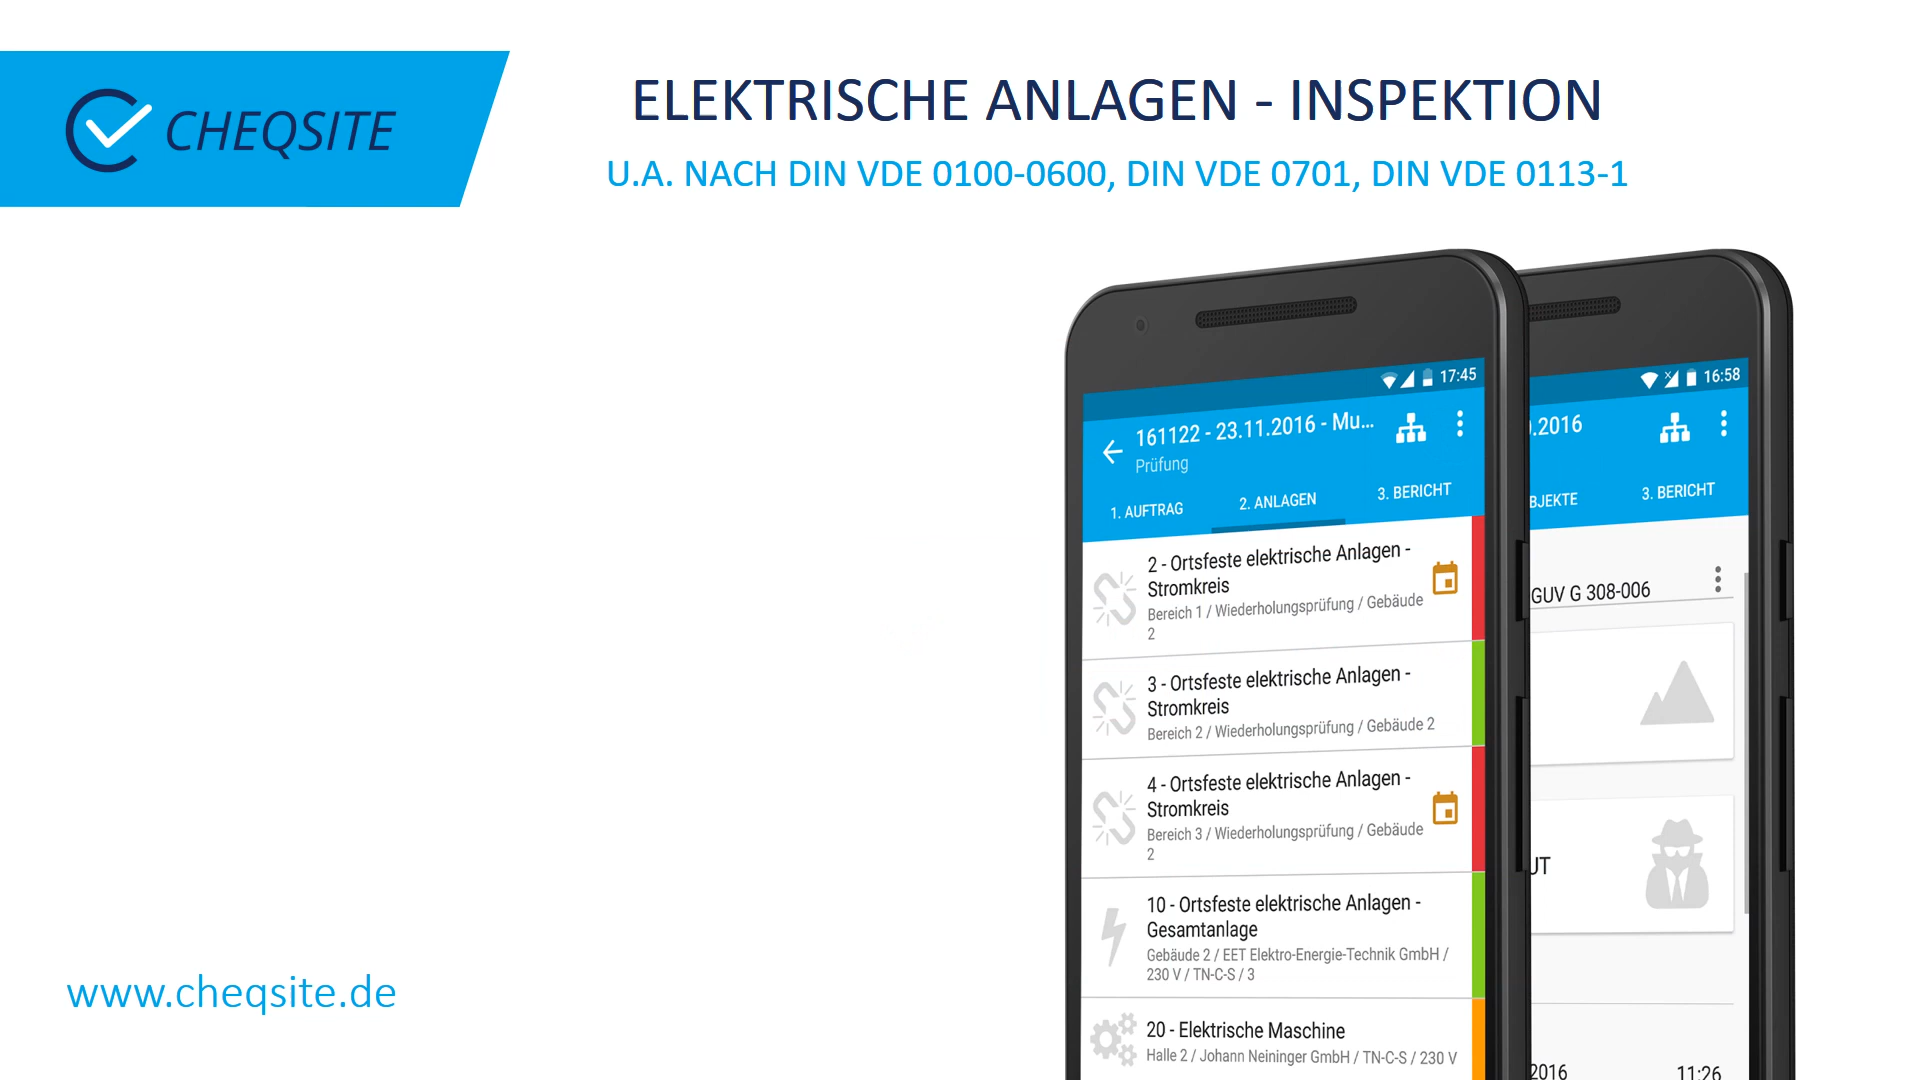 CHEQSITE
ELEKTRISCHE ANLAGEN - INSPEKTION
U.A. NACH DIN VDE 0100-0600, DIN VDE 0701, DIN VDE 0113-1
17:45
161122 - 23.11.2016 - Mu...
Prüfung
1. AUFTRAG
2. ANLAGEN
3. BERICHT
2 - Ortsfeste elektrische Anlagen -
Stromkreis
Bereich 1 / Wiederholungsprüfung / Gebäude
2
3 - Ortsfeste elektrische Anlagen -
Stromkreis
Bereich 2 / Wiederholungsprüfung / Gebäude 2
4 - Ortsfeste elektrische Anlagen -
Stromkreis
Bereich 3 / Wiederholungsprüfung / Gebäude
2
10 - Ortsfeste elektrische Anlagen -
Gesamtanlage
Gebäude 2 / EET Elektro-Energie-Technik GmbH /
230 V / TN-C-S / 3
20 - Elektrische Maschine
Halle 2 / Johann Neininger GmbH / TN-C-S / 230 V
16:58
.2016
BJEKTE
3. BERICHT
GUV G 308-006
UT
2016
11:26
www.cheqsite.de